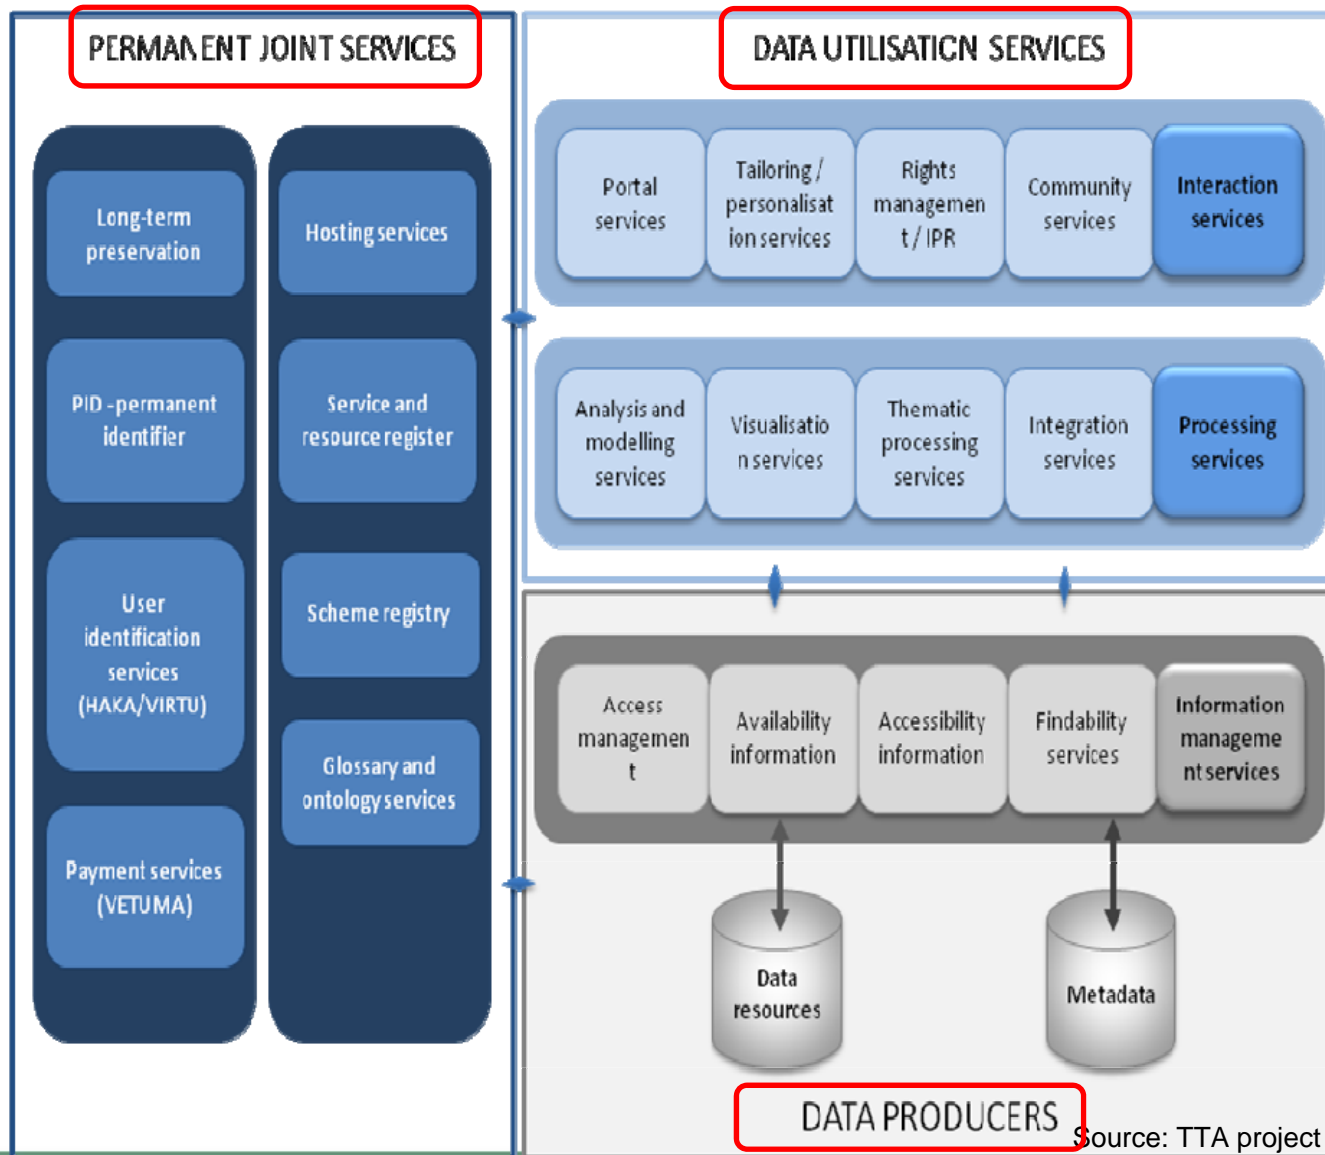 PERMANENT JOINT SERVICES
Long-term
preservation
PID -permanent
identifier
User
identification
services
(HAKA/VIRTU)
Payment services
(VETUMA)
Hosting services
Service and
resource register
Scheme registry
Glossary and
ontology services
DATA UTILISATION SERVICES
Portal
services
Tailoring /
personalisat
ion services
Rights
managemen
t / IPR
Community
services
Interaction
services
Analysis and
modelling
services
Visualisatio
n services
Thematic
processing
services
Integration
services
Processing
services
Access
managemen
t
Availability
information
Accessibility
information
Findability
services
Information
manageme
nt services
Data
resources
Metadata
DATA PRODUCERS
Source: TTA project